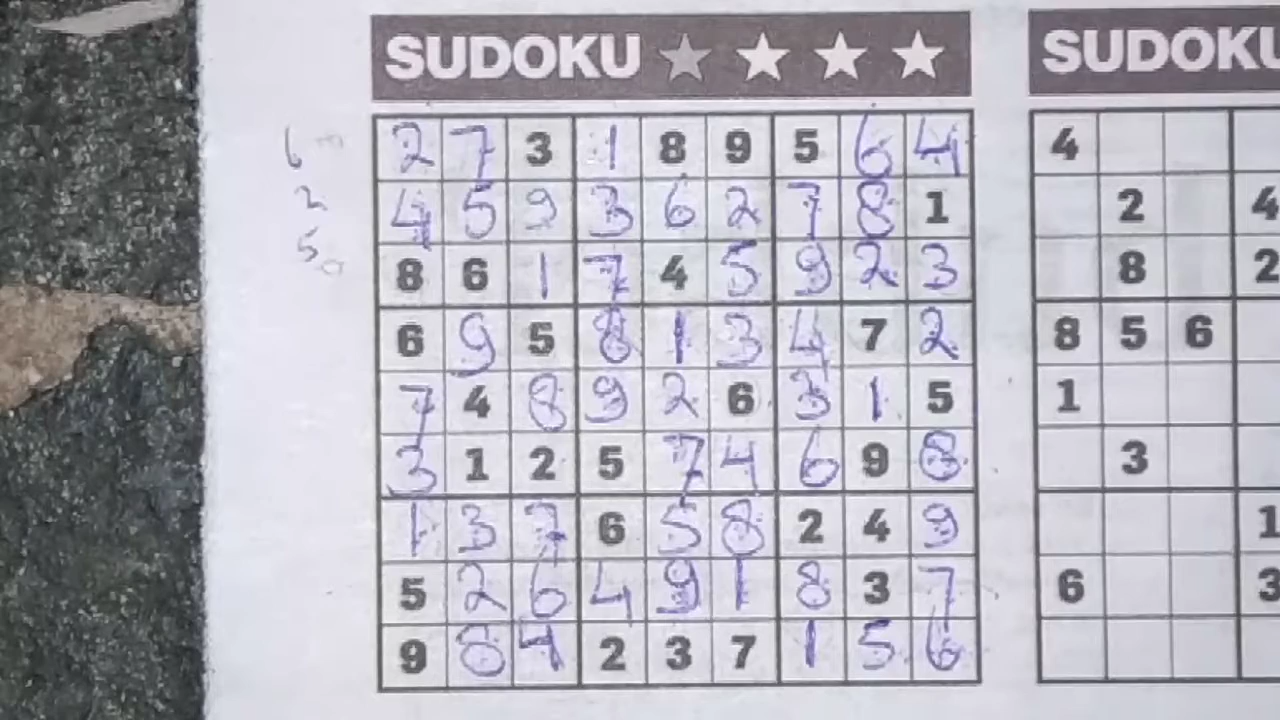 SUDOKU ★ ★ ★ ★ SUDOKU
6 2 7 3 1 8 9 5 6 4 4
2 4 5 9 3 6 2 7 8 1 2 4
5 8 6 1 7 4 5 9 2 3 8 2
6 9 5 8 1 3 4 7 2 8 5 6
7 4 8 9 2 6 3 1 5 1
3 1 2 5 7 4 6 9 8 3
1 3 7 6 5 8 2 4 9 1
5 2 6 4 9 1 8 3 7 6 3
9 8 4 2 3 7 1 5 6